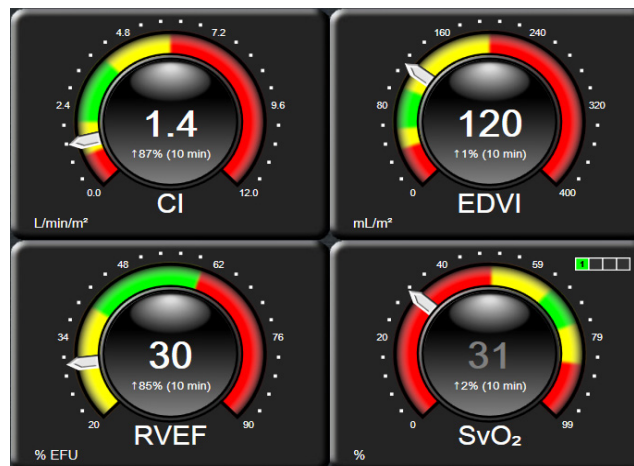 4.8 7.2
2.4 9.6
1.4
↑87% (10 min)
0.0 12.0
CI
L/min/m²
160 240
80 320
120
↑1% (10 min)
0 400
EDVI
mL/m²
48 62
34 76
30
↑85% (10 min)
20 90
RVEF
% EFU
1
40 59
20 79
31
↑2% (10 min)
0 99
SvO₂
%